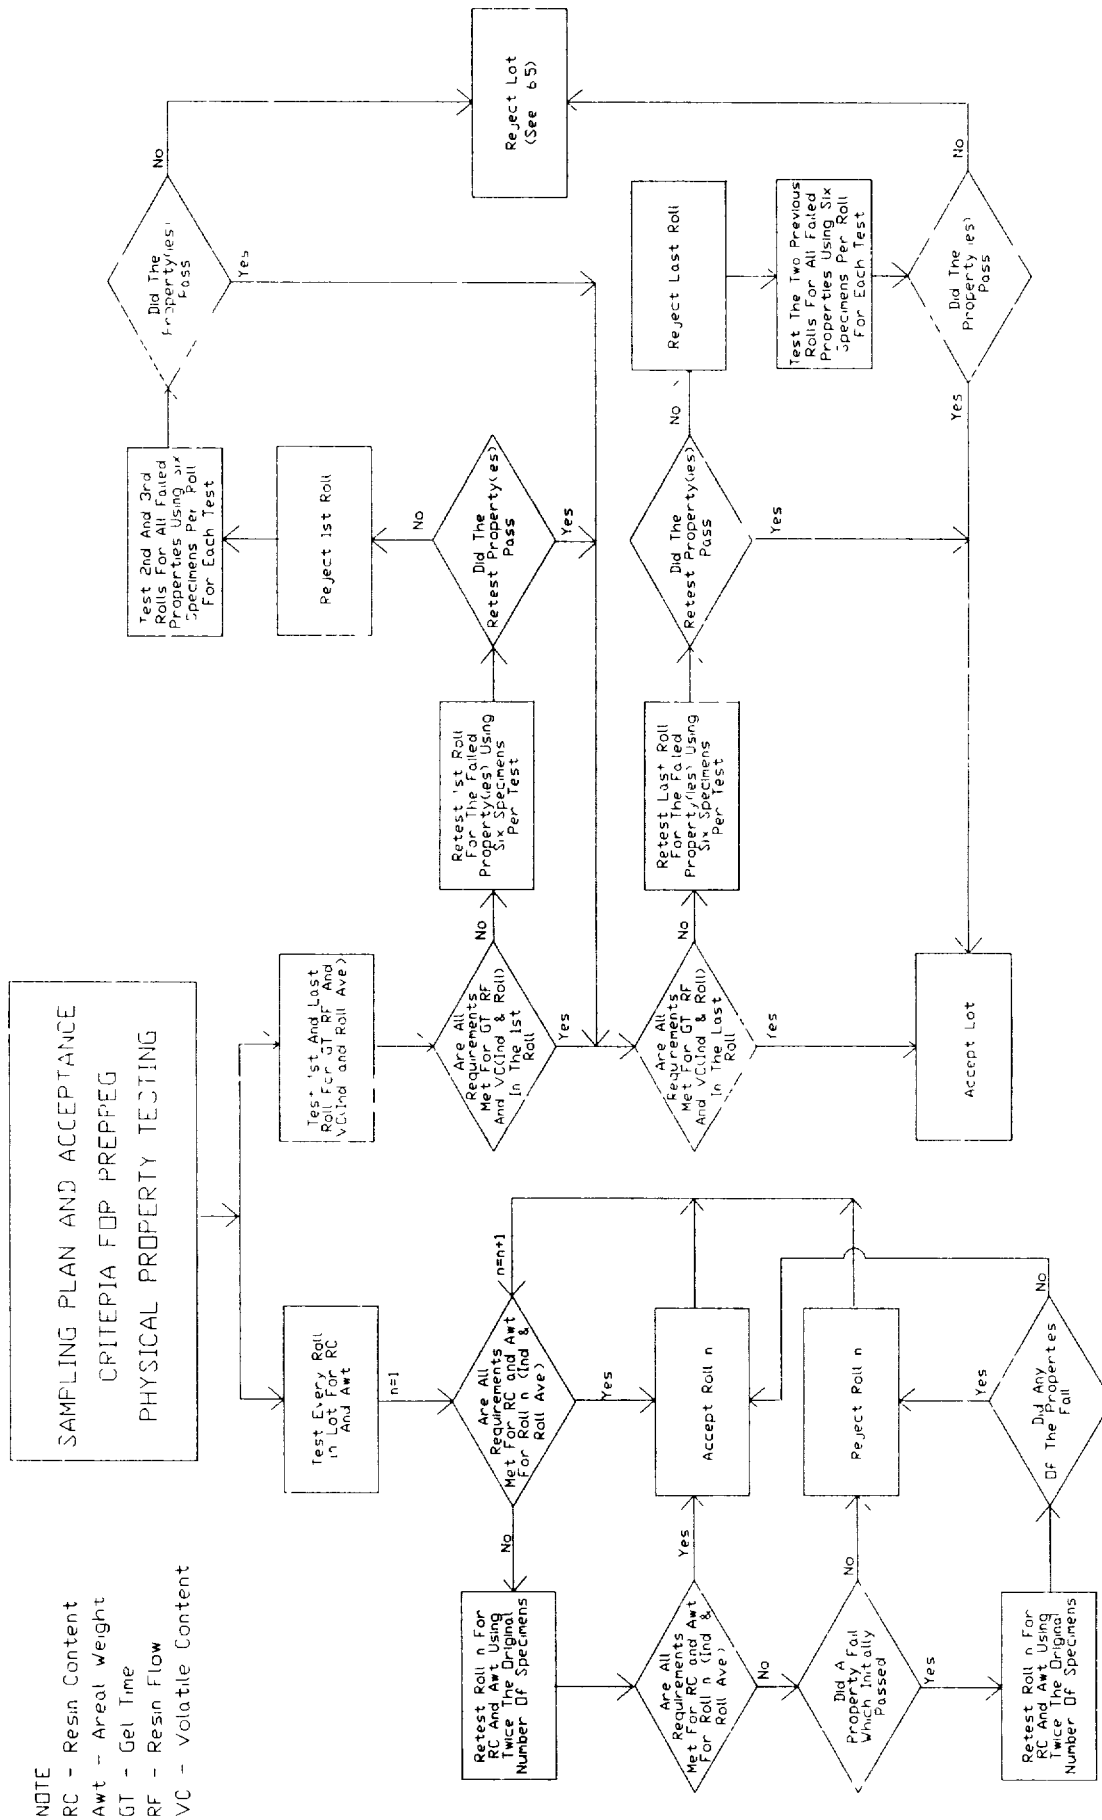 SAMPLING PLAN AND ACCEPTANCE
CRITERIA FOR PREPPEG
PHYSICAL PROPERTY TESTING
NOTE
RC - Resin Content
Awt - Areal Weight
GT - Gel Time
RF - Resin Flow
VC - Volatile Content
Test Every Roll
In Lot For RC
And Awt
n=1
Are All
Requirements
Met For RC and Awt
For Roll n (Ind &
Roll Ave)
n=n+1
No
Yes
Retest Roll n For
RC And Awt Using
Twice The Original
Number Of Specimens
Are All
Requirements
Met For RC and Awt
For Roll n (Ind &
Roll Ave)
Yes
No
Accept Roll n
Did A
Property Fail
Which Initially
Passed
No
Yes
Reject Roll n
Retest Roll n For
RC And Awt Using
Twice The Original
Number Of Specimens
Did Any
Of The Propertes
Fail
Yes
No
Test 1st And Last
Roll For GT RF And
VC(Ind and Roll Ave)
Are All
Requirements
Met For GT RF
And VC(Ind & Roll)
In The 1st
Roll
No
Yes
Retest 1st Roll
For The Failed
Property(ies) Using
Six Specimens
Per Test
Did The
Retest Property(ies)
Pass
No
Yes
Reject 1st Roll
Test 2nd And 3rd
Rolls For All Failed
Properties Using Six
Specimens Per Roll
For Each Test
Did The
Property(ies)
Pass
No
Yes
Reject Lot
(See 6 5)
Are All
Requirements
Met For GT RF
And VC(Ind & Roll)
In The Last
Roll
No
Yes
Retest Last Roll
For The Failed
Property(ies) Using
Six Specimens
Per Test
Did The
Retest Property(ies)
Pass
No
Yes
Reject Last Roll
Test The Two Previous
Rolls For All Failed
Properties Using Six
Specimens Per Roll
For Each Test
Did The
Property(ies)
Pass
No
Yes
Accept Lot